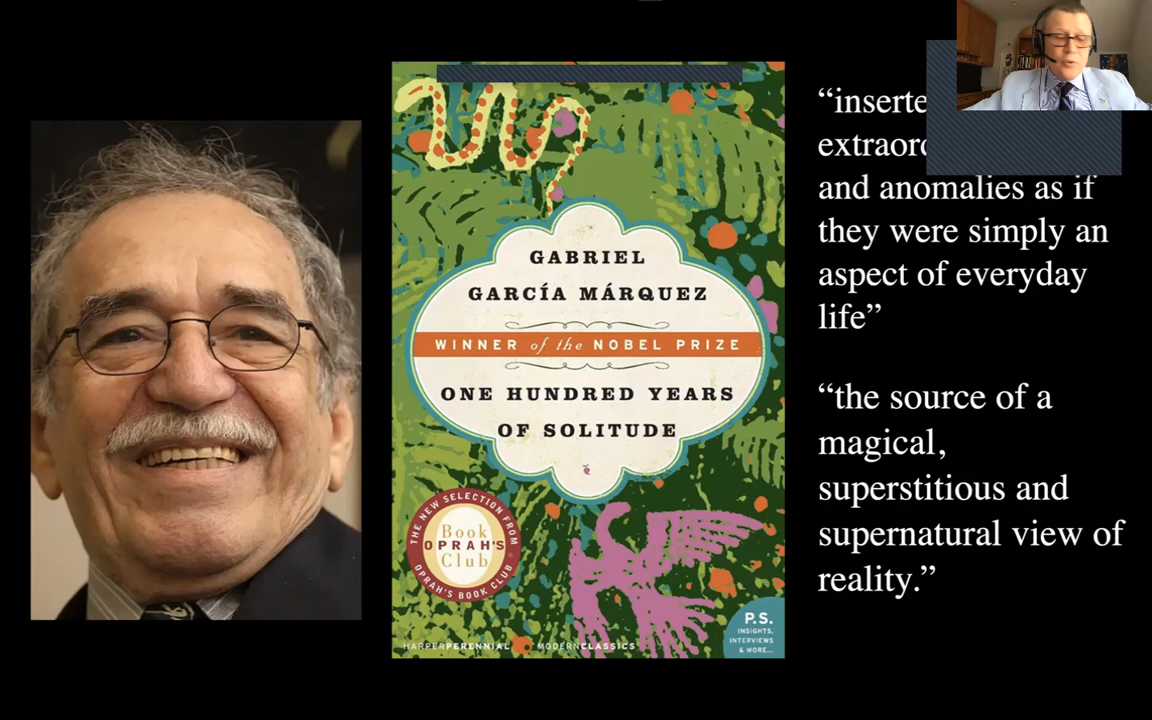 GABRIEL
GARCÍA MÁRQUEZ
WINNER of the NOBEL PRIZE
ONE HUNDRED YEARS
OF SOLITUDE
THE NEW SELECTION FROM
Book
OPRAH'S
Club
OPRAH'S BOOK CLUB
P.S.
INSIGHTS,
INTERVIEWS
& MORE...
HARPERPERENNIAL MODERNCLASSICS
“inserte
extraor
and anomalies as if
they were simply an
aspect of everyday
life”
“the source of a
magical,
superstitious and
supernatural view of
reality.”